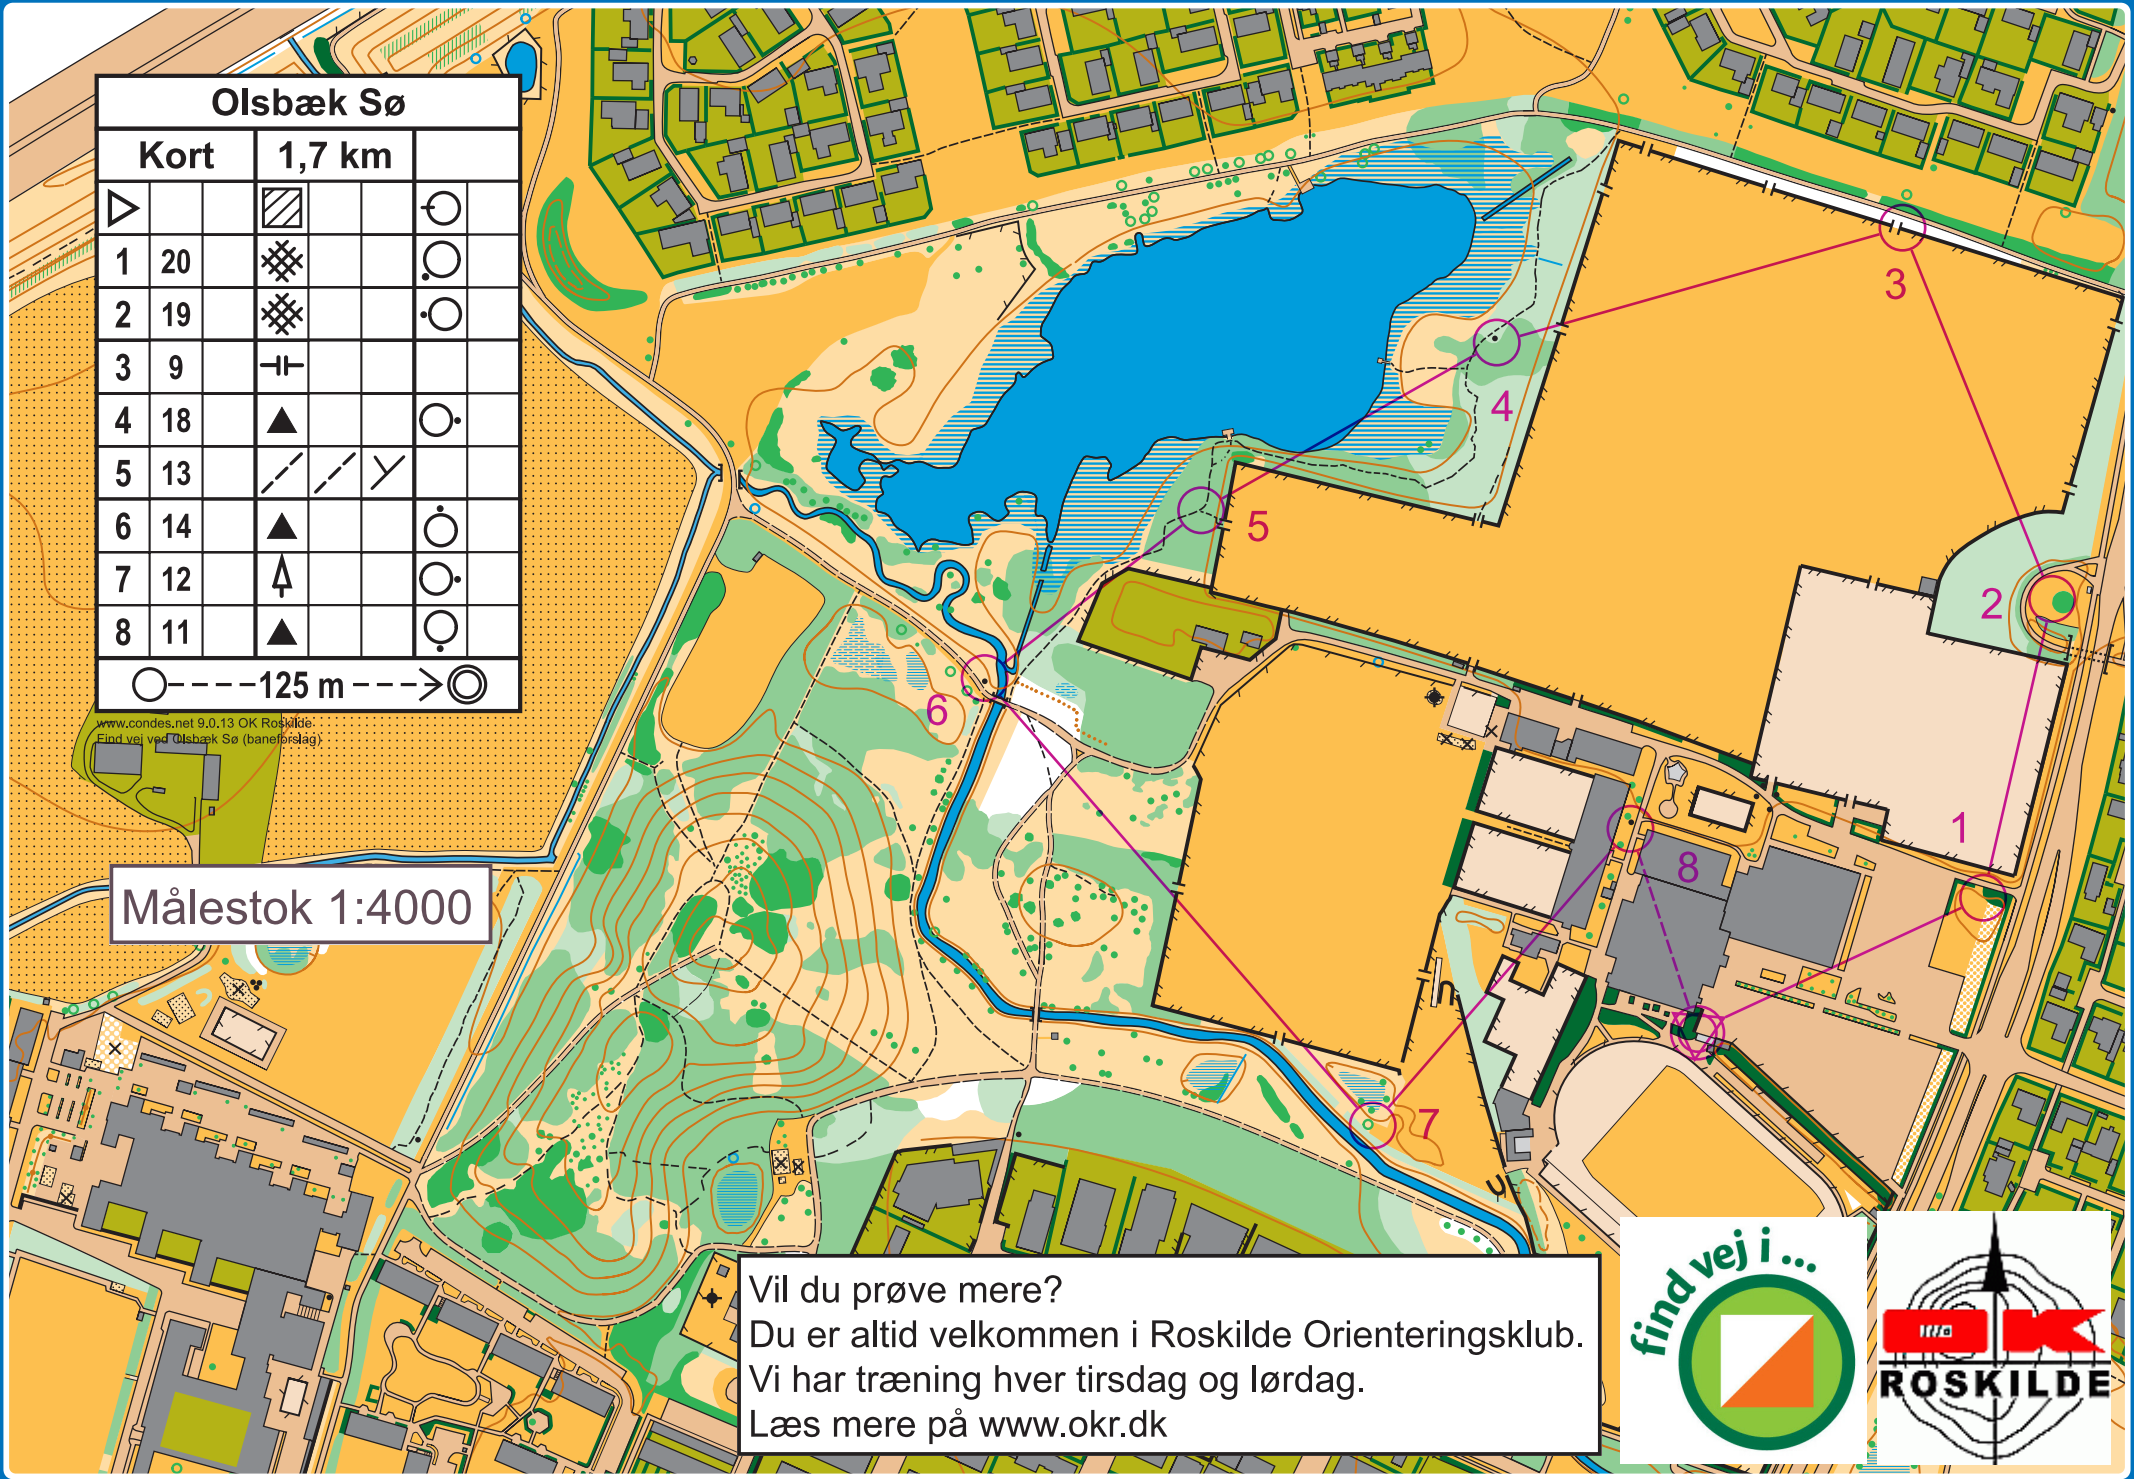 Olsbæk Sø
Kort 1,7 km
1 20
2 19
3 9
4 18
5 13
6 14
7 12
8 11
125 m
www.condes.net 9.0.13 OK Roskilde.
Find vej ved Olsbæk Sø (baneforslag)
Målestok 1:4000
3
4
5
2
6
1
8
7
Vil du prøve mere?
Du er altid velkommen i Roskilde Orienteringsklub.
Vi har træning hver tirsdag og lørdag.
Læs mere på www.okr.dk
find vej i ...
OK
ROSKILDE